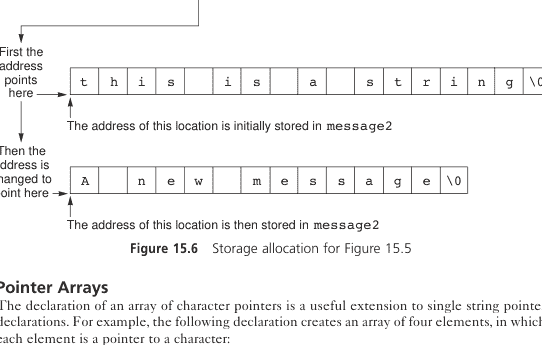 First the
address
points
here
t h i s i s a s t r i n g \0
The address of this location is initially stored in message2
Then the
address is
changed to
point here
A n e w m e s s a g e \0
The address of this location is then stored in message2
Figure 15.6 Storage allocation for Figure 15.5
Pointer Arrays
The declaration of an array of character pointers is a useful extension to single string pointe
declarations. For example, the following declaration creates an array of four elements, in which
each element is a pointer to a character: